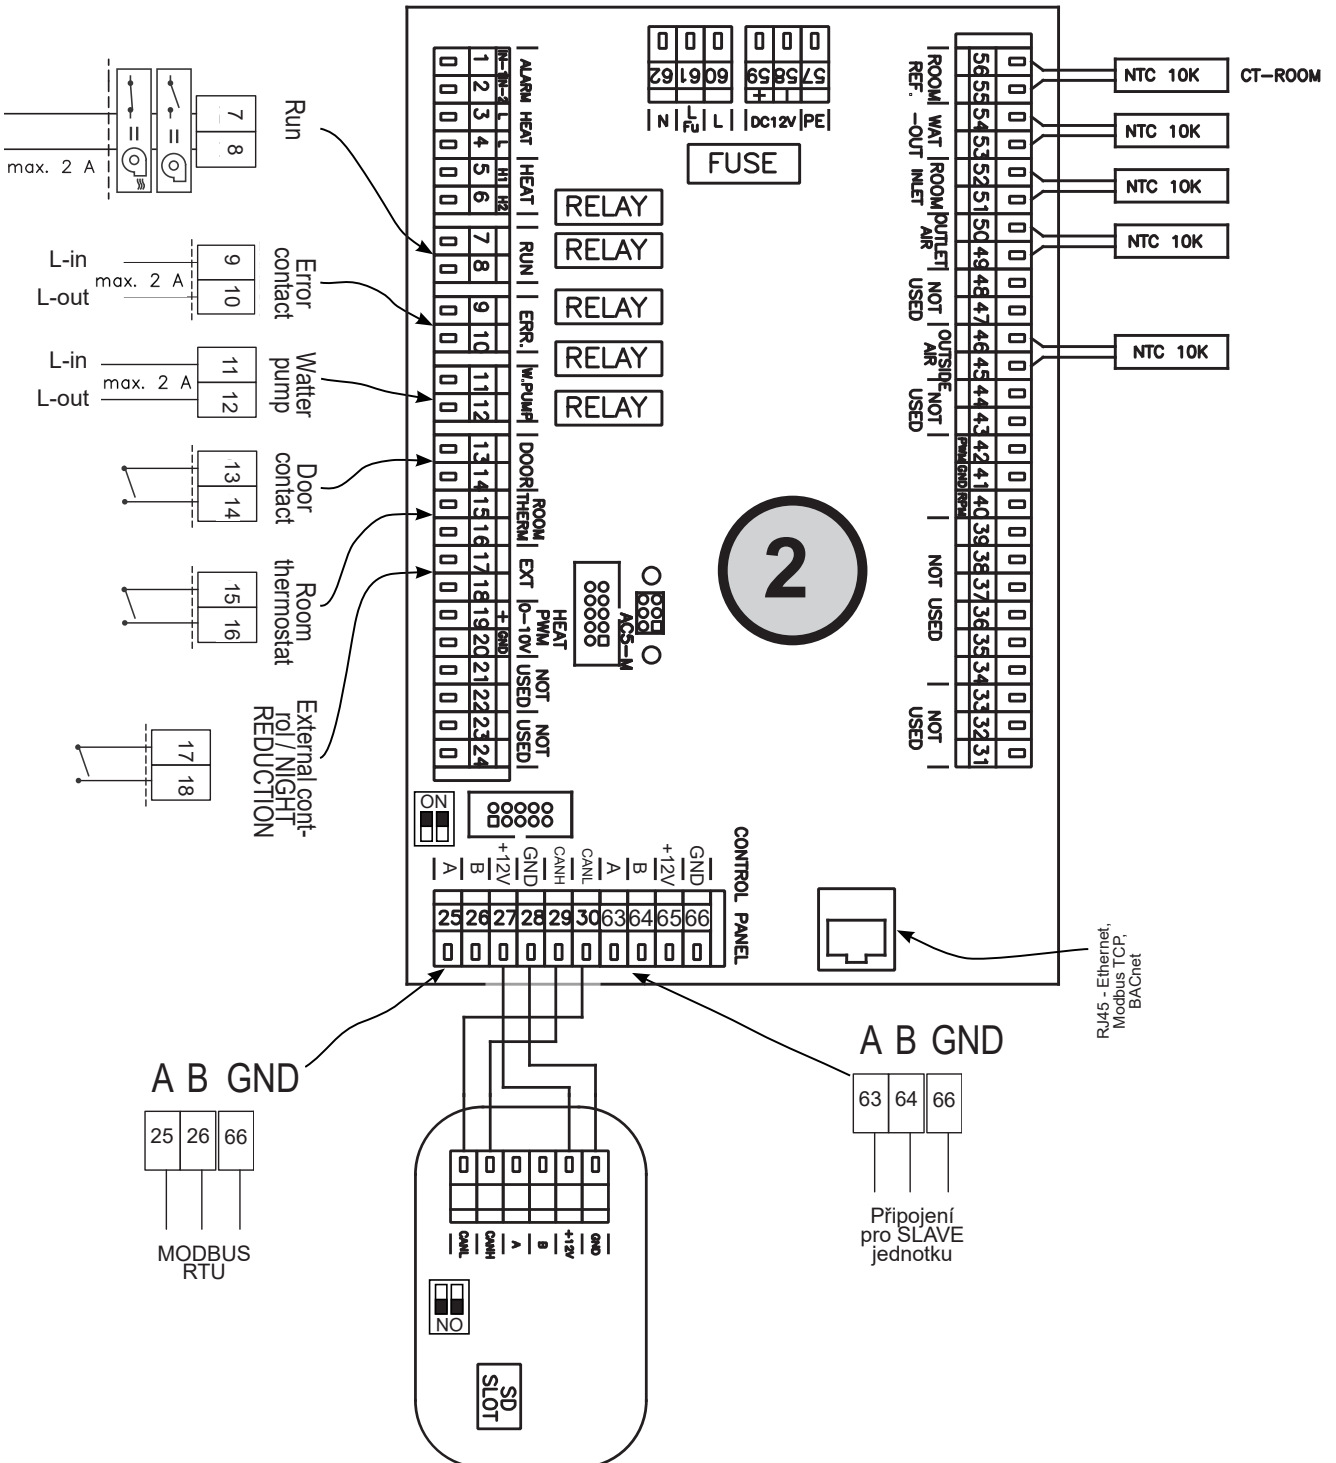 7
8
Run
max. 2 A
L-in
L-out
max. 2 A
9
10
Error
contact
L-in
L-out
max. 2 A
11
12
Watter
pump
13
14
Door
contact
15
16
Room
thermostat
17
18
External cont-
rol / NIGHT
REDUCTION
1
2
3
4
5
6
7
8
9
10
11
12
13
14
15
16
17
18
19
20
21
22
23
24
IN-1
IN-2
L
L
H1
H2
+
GND
ALARM
HEAT
HEAT
RUN
ERR.
W.PUMP
DOOR
ROOM
THERM
EXT
0-10V
HEAT
PWM
NOT
USED
NOT
USED
RELAY
RELAY
RELAY
RELAY
RELAY
62
61
60
59
58
57
+
–
N
L
FU
L
DC12V
PE
FUSE
2
AC5-M
56
55
54
53
52
51
50
49
48
47
46
45
44
43
42
41
40
39
38
37
36
35
34
33
32
31
ROOM
REF.
WAT
-OUT
ROOM
INLET
OUTLET
AIR
NOT
USED
OUTSIDE
AIR
NOT
USED
PWM
GND
RPM
NOT USED
NOT
USED
NTC 10K
CT-ROOM
NTC 10K
NTC 10K
NTC 10K
NTC 10K
ON
A
B
+12V
GND
CANH
CANL
A
B
+12V
GND
CONTROL PANEL
25
26
27
28
29
30
63
64
65
66
RJ45 - Ethernet,
Modbus TCP,
BACnet
A B GND
25
26
66
MODBUS
RTU
A B GND
63
64
66
Připojení
pro SLAVE
jednotku
CANL
CANH
A
B
+12V
GND
NO
SD
SLOT